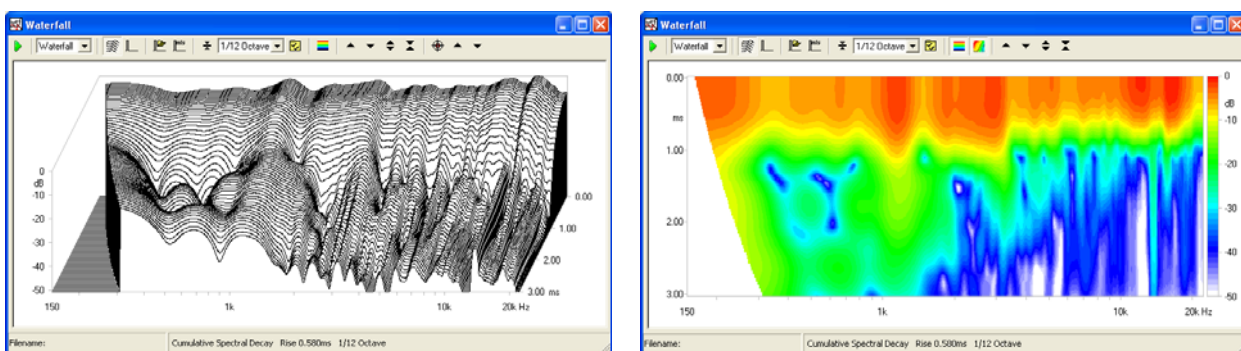 Waterfall
Waterfall 1/12 Octave
0
dB
-10
-20
-30
-40
-50
0.00
1.00
2.00
3.00 ms
150 1k 10k 20k Hz
Filename: Cumulative Spectral Decay Rise 0.580ms 1/12 Octave
Waterfall
Waterfall 1/12 Octave
0.00
ms
1.00
2.00
3.00
150 1k 10k 20k Hz
0
dB
-10
-20
-30
-40
-50
Filename: Cumulative Spectral Decay Rise 0.580ms 1/12 Octave